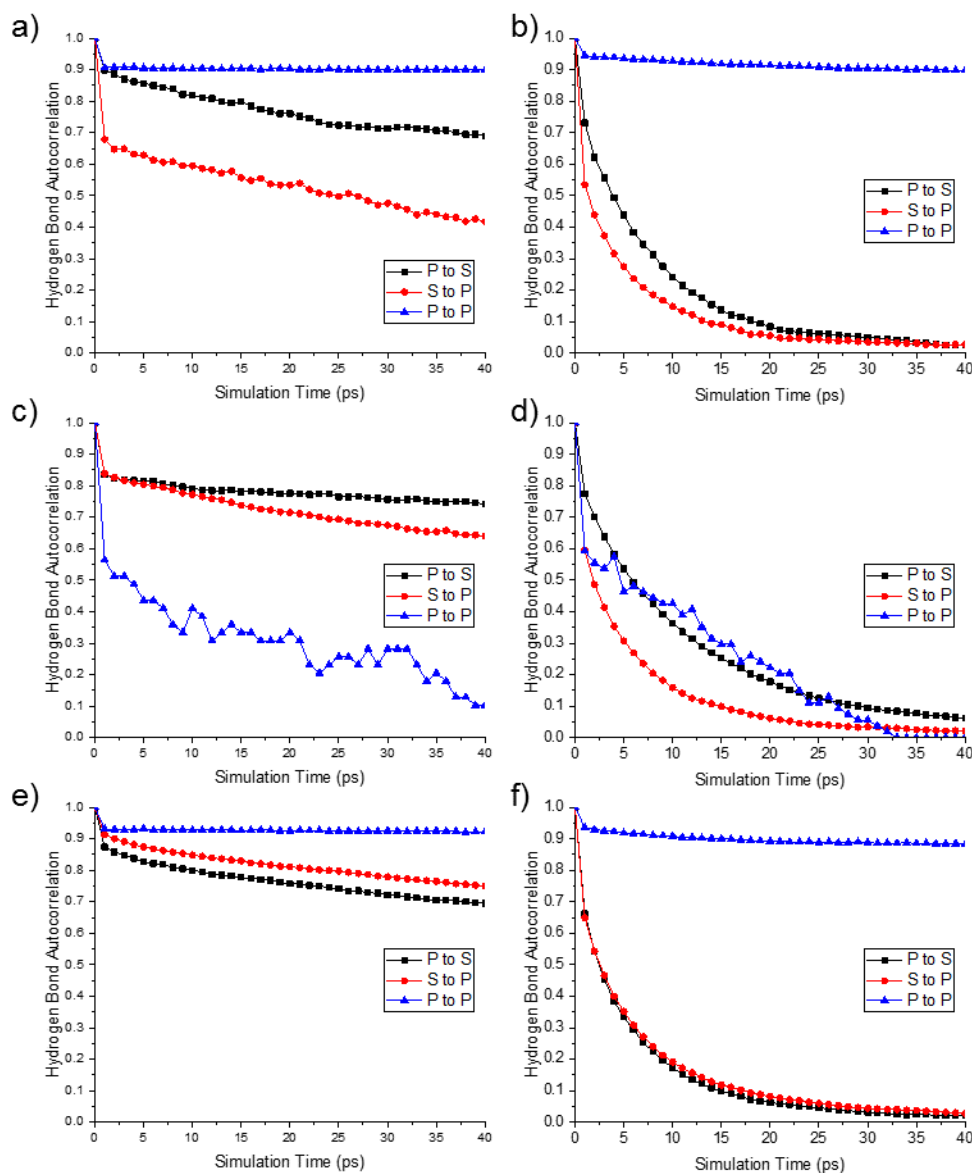 a)
1.0
0.9
0.8
0.7
0.6
0.5
0.4
0.3
0.2
0.1
0.0
Hydrogen Bond Autocorrelation
P to S
S to P
P to P
0 5 10 15 20 25 30 35 40
Simulation Time (ps)
b)
1.0
0.9
0.8
0.7
0.6
0.5
0.4
0.3
0.2
0.1
0.0
Hydrogen Bond Autocorrelation
P to S
S to P
P to P
0 5 10 15 20 25 30 35 40
Simulation Time (ps)
c)
1.0
0.9
0.8
0.7
0.6
0.5
0.4
0.3
0.2
0.1
0.0
Hydrogen Bond Autocorrelation
P to S
S to P
P to P
0 5 10 15 20 25 30 35 40
Simulation Time (ps)
d)
1.0
0.9
0.8
0.7
0.6
0.5
0.4
0.3
0.2
0.1
0.0
Hydrogen Bond Autocorrelation
P to S
S to P
P to P
0 5 10 15 20 25 30 35 40
Simulation Time (ps)
e)
1.0
0.9
0.8
0.7
0.6
0.5
0.4
0.3
0.2
0.1
0.0
Hydrogen Bond Autocorrelation
P to S
S to P
P to P
0 5 10 15 20 25 30 35 40
Simulation Time (ps)
f)
1.0
0.9
0.8
0.7
0.6
0.5
0.4
0.3
0.2
0.1
0.0
Hydrogen Bond Autocorrelation
P to S
S to P
P to P
0 5 10 15 20 25 30 35 40
Simulation Time (ps)